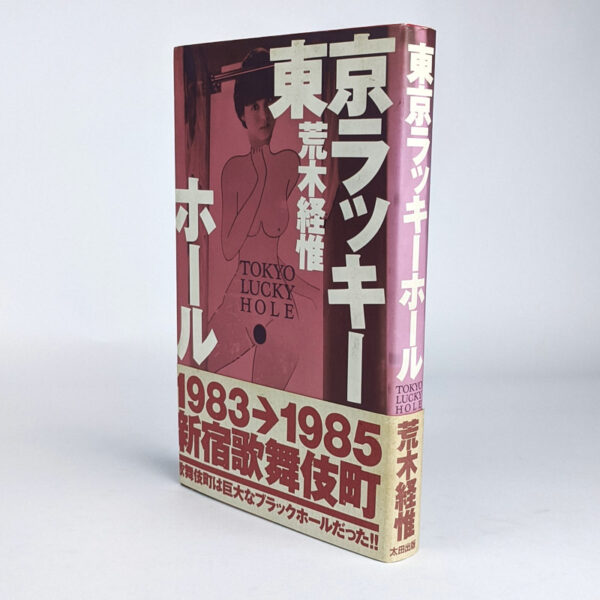 東京ラッキー
ホール
荒木経惟
TOKYO
LUCKY
HOLE
1983→1985
新宿歌舞伎町
歌舞伎町は巨大なブラックホールだった!!
東京ラッキーホール
TOKYO
LUCKY
HOLE
荒木経惟
太田出版